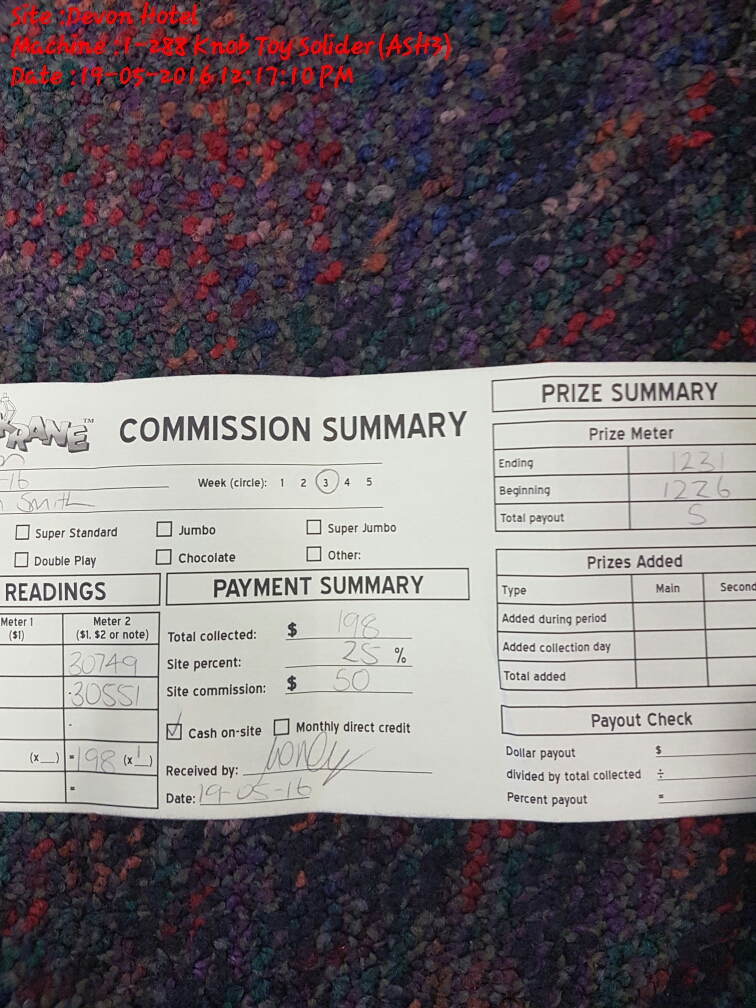 Site :Devon Hotel
Machine :1-288 Knob Toy Solider (ASH3)
Date :19-05-2016 12:17:10 PM
KRANE™ COMMISSION SUMMARY
-16
Week (circle): 1 2 3 4 5
Smith
Super Standard Jumbo Super Jumbo
Double Play Chocolate Other:
READINGS
Meter 1 ($1) Meter 2 ($1, $2 or note)
30749
30551
(x__) = 198 (x 1)
=
PAYMENT SUMMARY
Total collected: $ 198
Site percent: 25 %
Site commission: $ 50
Cash on-site Monthly direct credit
Received by:
Date: 19-05-16
PRIZE SUMMARY
Prize Meter
Ending 1231
Beginning 1226
Total payout 5
Prizes Added
Type Main Second
Added during period
Added collection day
Total added
Payout Check
Dollar payout $
divided by total collected ÷
Percent payout =